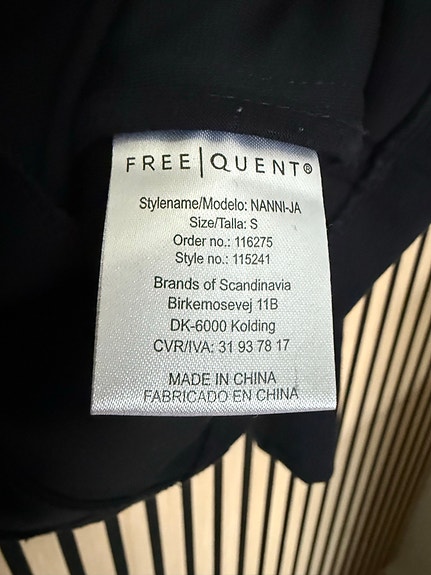 FREE|QUENT®
Stylename/Modelo: NANNI-JA
Size/Talla: S
Order no.: 116275
Style no.: 115241
Brands of Scandinavia
Birkemosevej 11B
DK-6000 Kolding
CVR/IVA: 31 93 78 17
MADE IN CHINA
FABRICADO EN CHINA